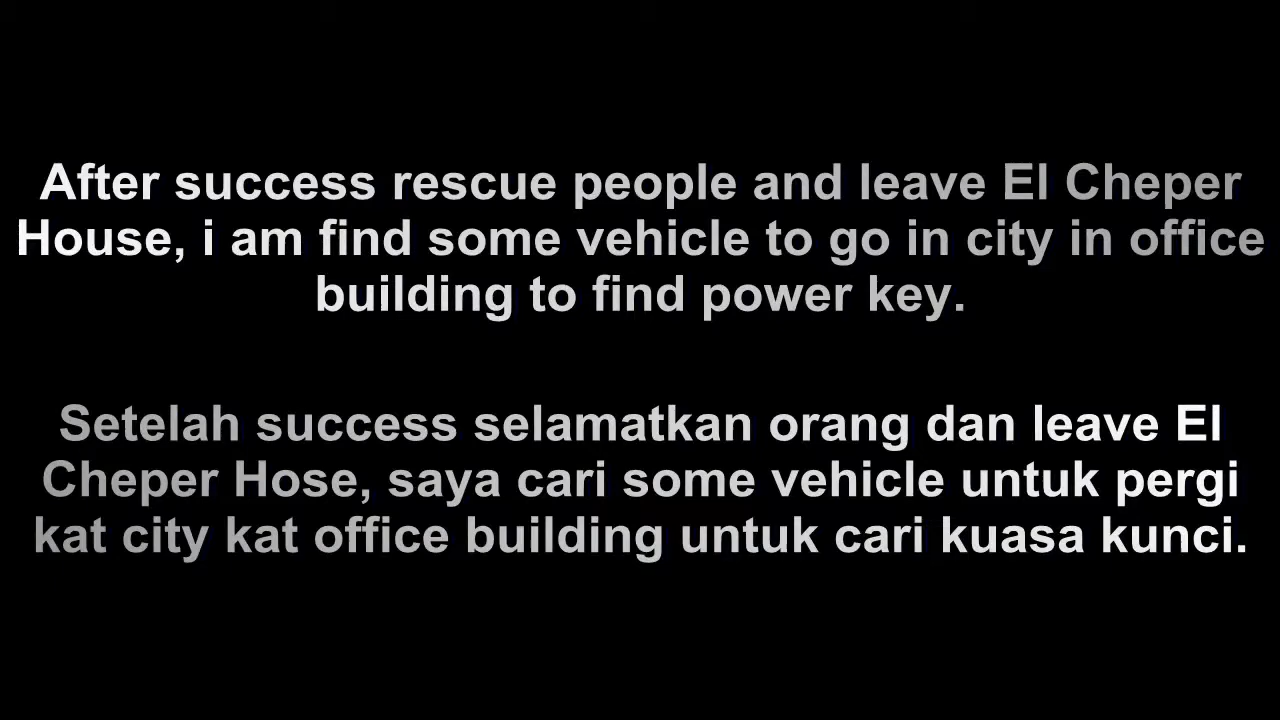 After success rescue people and leave El Cheper
House, i am find some vehicle to go in city in office
building to find power key.
Setelah success selamatkan orang dan leave El
Cheper Hose, saya cari some vehicle untuk pergi
kat city kat office building untuk cari kuasa kunci.